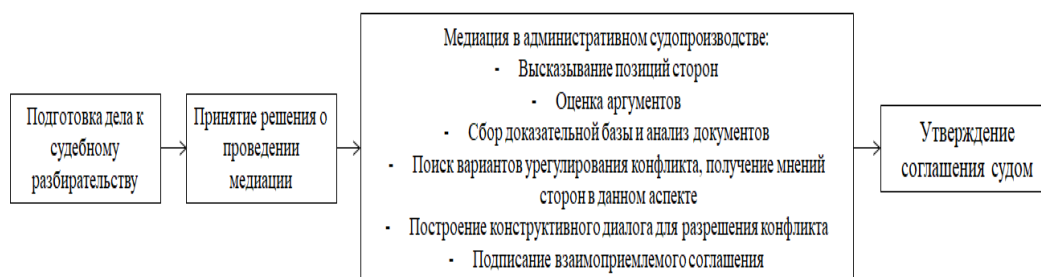 Подготовка дела к
судебному
разбирательству
Принятие решения о
проведении
медиации
Медиация в административном судопроизводстве:
- Высказывание позиций сторон
- Оценка аргументов
- Сбор доказательной базы и анализ документов
- Поиск вариантов урегулирования конфликта, получение мнений
сторон в данном аспекте
- Построение конструктивного диалога для разрешения конфликта
- Подписание взаимоприемлемого соглашения
Утверждение
соглашения судом